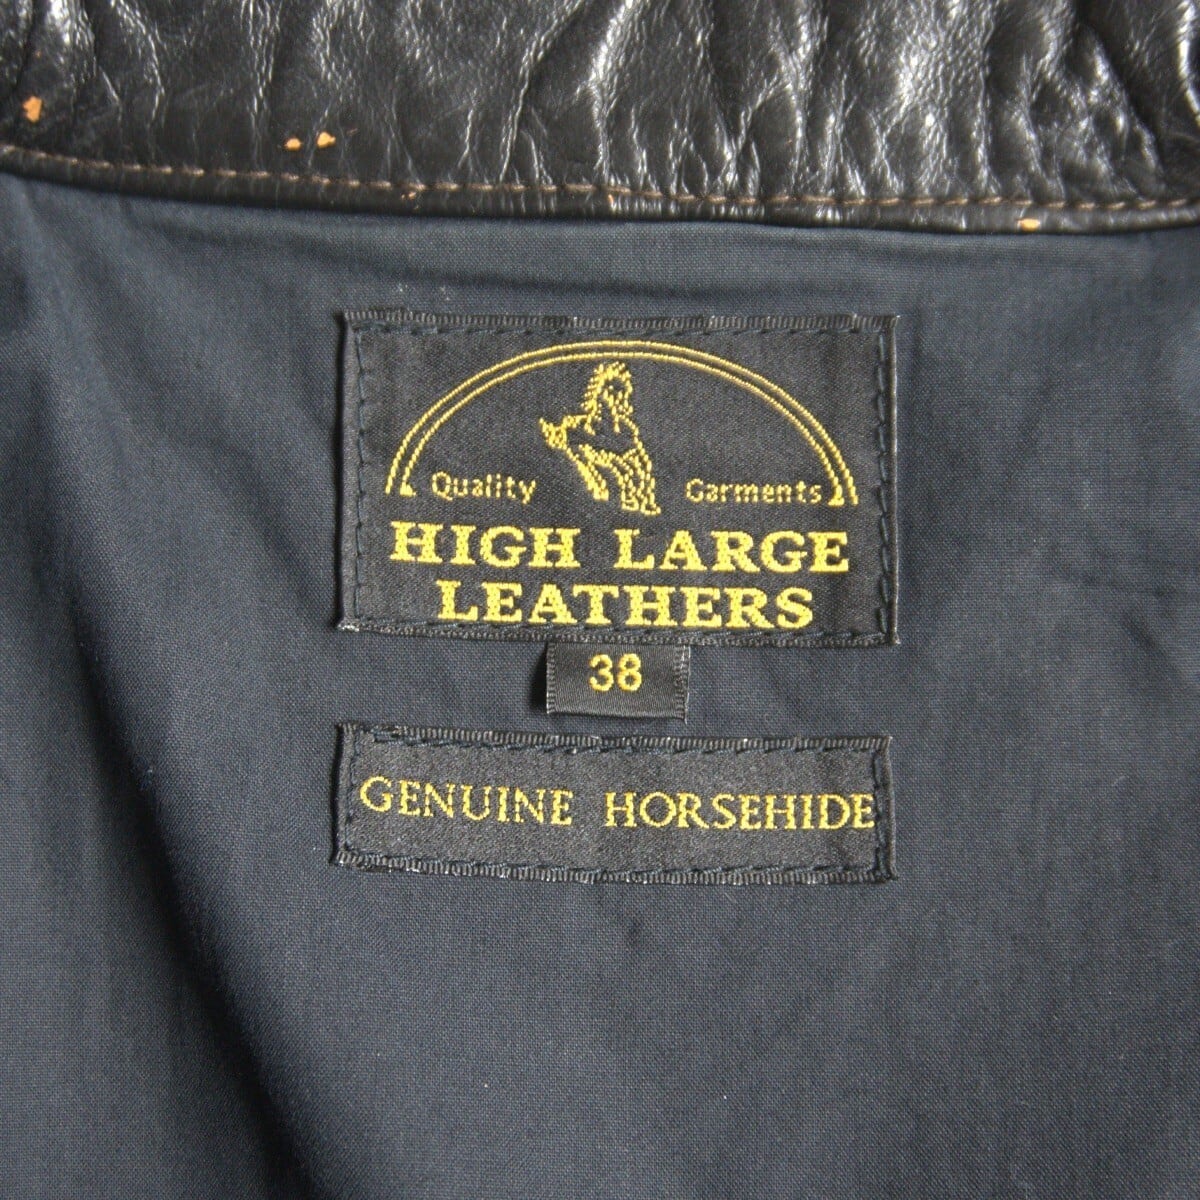 Quality Garments
HIGH LARGE
LEATHERS
38
GENUINE HORSEHIDE